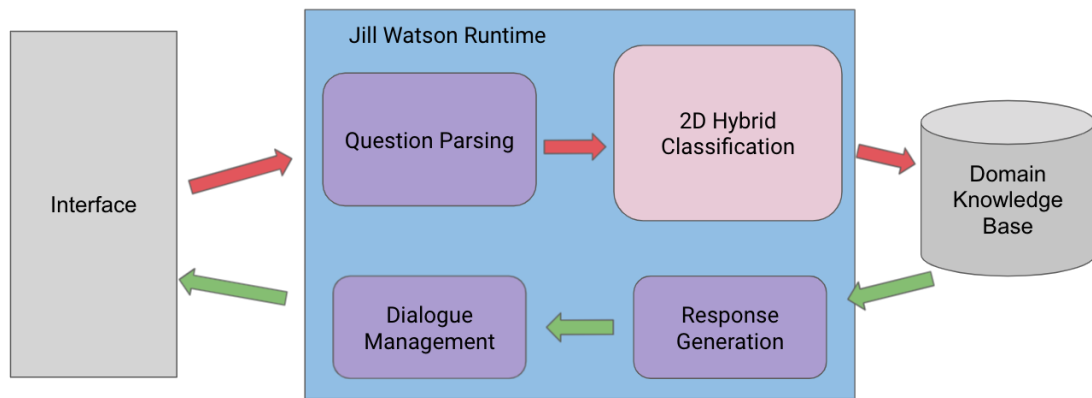 Jill Watson Runtime
Question Parsing
2D Hybrid
Classification
Interface
Domain
Knowledge
Base
Dialogue
Management
Response
Generation